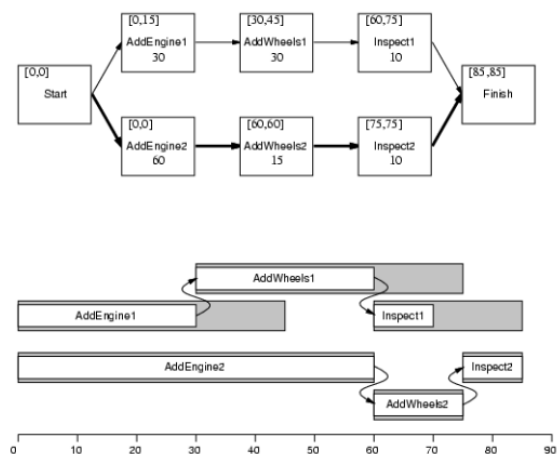 [0,15]
AddEngine1
30
[30,45]
AddWheels1
30
[60,75]
Inspect1
10
[0,0]
Start
[85,85]
Finish
[0,0]
AddEngine2
60
[60,60]
AddWheels2
15
[75,75]
Inspect2
10
AddWheels1
AddEngine1
Inspect1
AddEngine2
Inspect2
AddWheels2
0 10 20 30 40 50 60 70 80 90